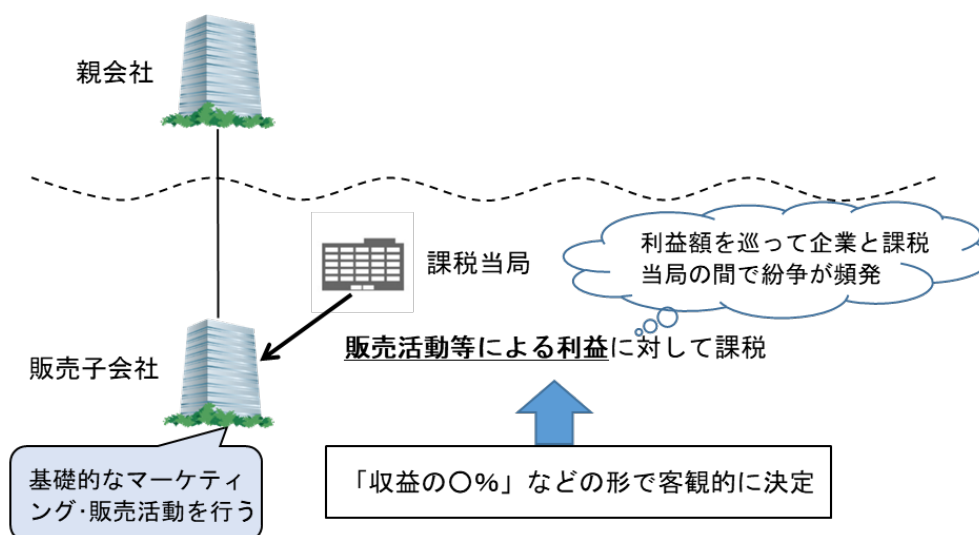 親会社
利益額を巡って企業と課税
当局の間で紛争が頻発
課税当局
販売活動等による利益に対して課税
販売子会社
基礎的なマーケティ
ング・販売活動を行う
「収益の〇%」などの形で客観的に決定